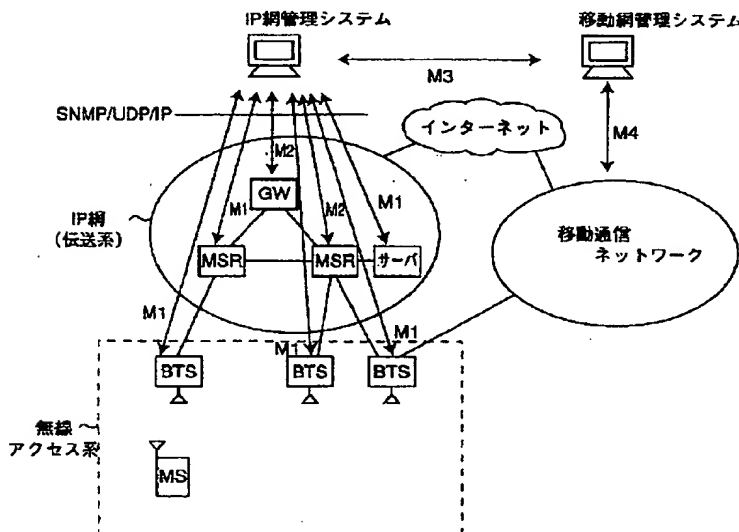 IP網管理システム
移動網管理システム
M3
SNMP/UDP/IP
インターネット
M4
M2
GW
M1
M2
M1
IP網
(伝送系)
MSR
MSR
サーバ
移動通信
ネットワーク
M1
M1
M1
BTS
BTS
BTS
無線
アクセス系
MS